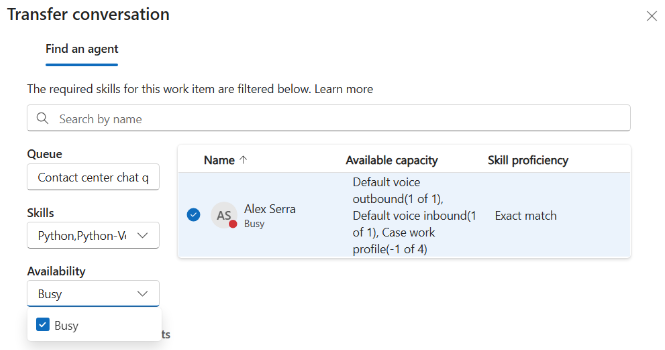 Transfer conversation
Find an agent
The required skills for this work item are filtered below. Learn more
Search by name
Queue
Contact center chat q
Skills
Python,Python-Ve
Availability
Busy
Busy
Name ↑
Available capacity
Skill proficiency
AS
Alex Serra
Busy
Default voice
outbound(1 of 1),
Default voice inbound(1
of 1), Case work
profile(-1 of 4)
Exact match
ts